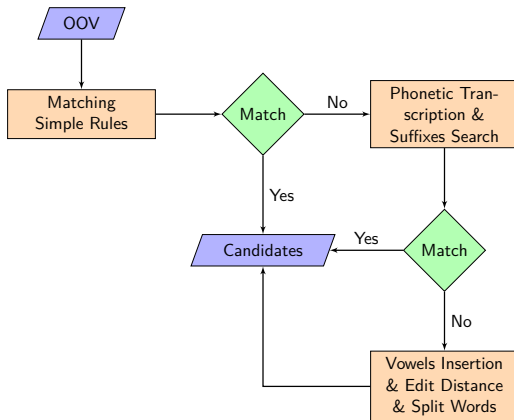 OOV
Matching
Simple Rules
Match
No
Phonetic Tran-
scription &
Suffixes Search
Yes
Candidates
Yes
Match
No
Vowels Insertion
& Edit Distance
& Split Words